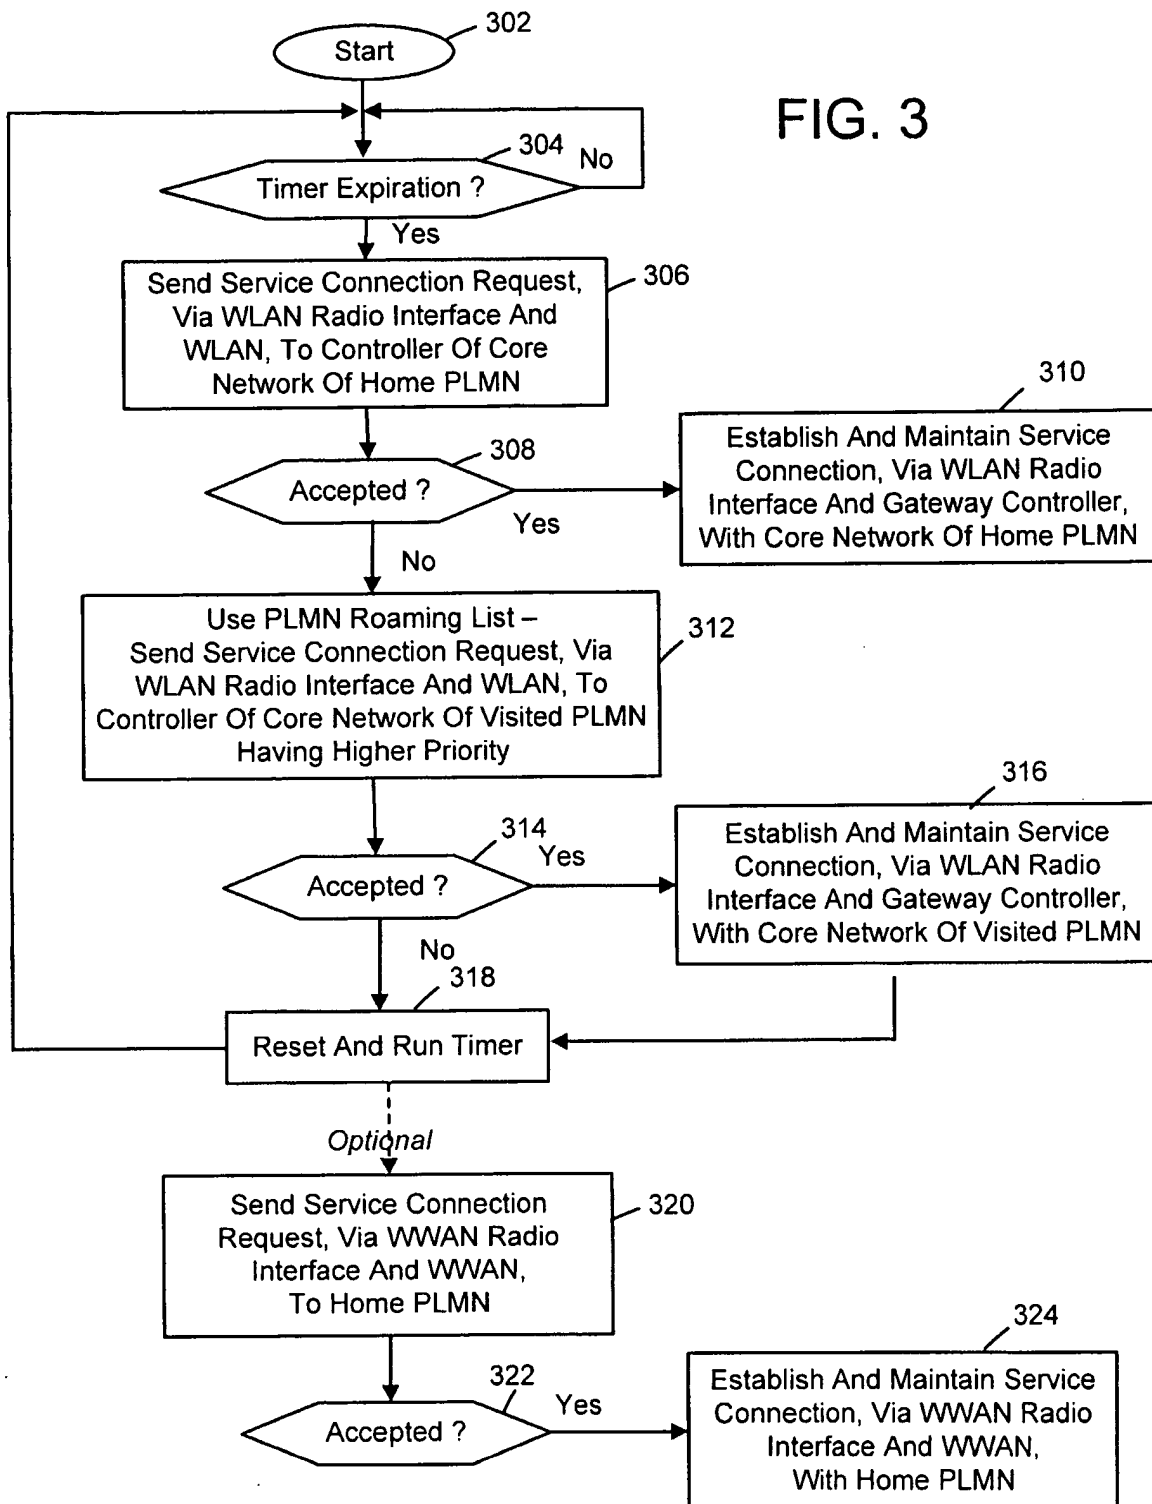 302
Start
FIG. 3
304
No
Timer Expiration ?
Yes
Send Service Connection Request,
Via WLAN Radio Interface And
WLAN, To Controller Of Core
Network Of Home PLMN
306
308
Accepted ?
Yes
310
Establish And Maintain Service
Connection, Via WLAN Radio
Interface And Gateway Controller,
With Core Network Of Home PLMN
No
Use PLMN Roaming List –
Send Service Connection Request, Via
WLAN Radio Interface And WLAN, To
Controller Of Core Network Of Visited PLMN
Having Higher Priority
312
314
Accepted ?
Yes
316
Establish And Maintain Service
Connection, Via WLAN Radio
Interface And Gateway Controller,
With Core Network Of Visited PLMN
No
318
Reset And Run Timer
Optional
Send Service Connection
Request, Via WWAN Radio
Interface And WWAN,
To Home PLMN
320
322
Accepted ?
Yes
324
Establish And Maintain Service
Connection, Via WWAN Radio
Interface And WWAN,
With Home PLMN